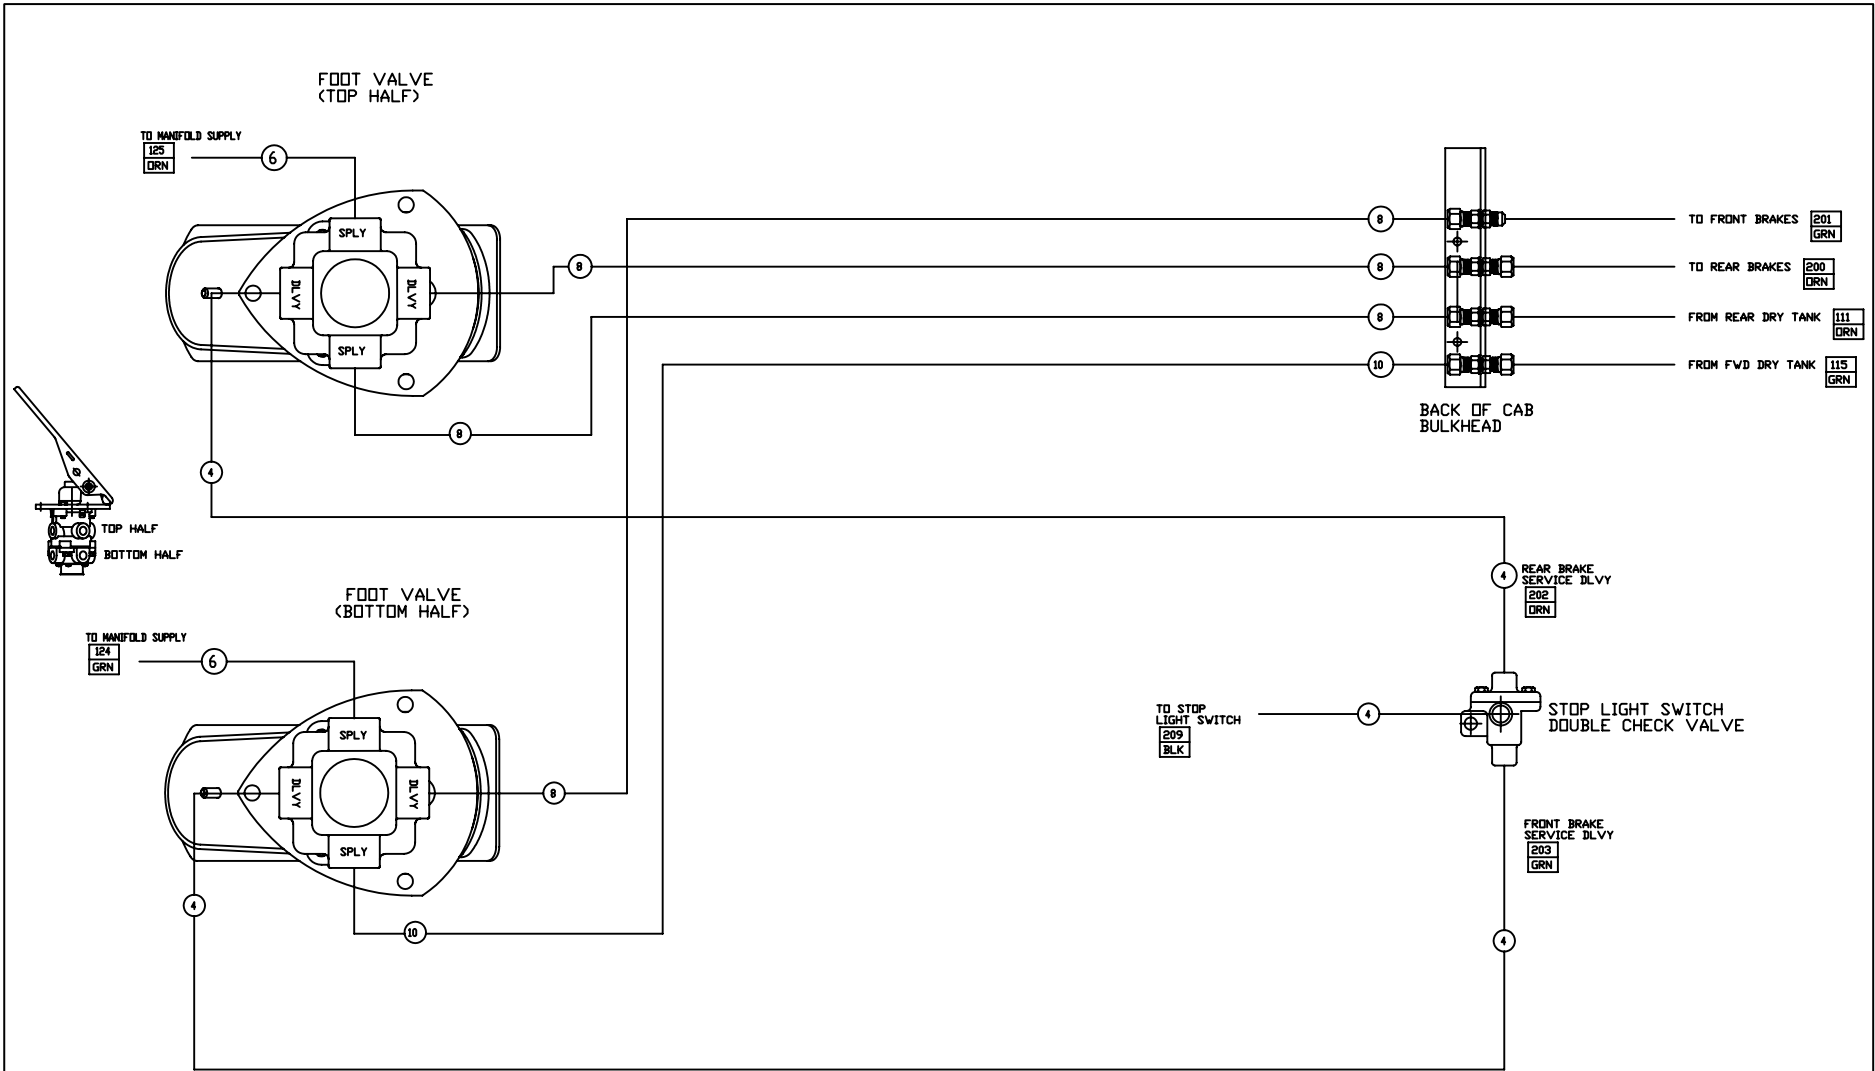 FOOT VALVE
(TOP HALF)
TO MANIFOLD SUPPLY
125
ORN
6
SPLY
DLVY
DLVY
SPLY
8
8
4
8
8
8
10
TO FRONT BRAKES
201
GRN
TO REAR BRAKES
200
ORN
FROM REAR DRY TANK
111
ORN
FROM FWD DRY TANK
115
GRN
BACK OF CAB
BULKHEAD
TOP HALF
BOTTOM HALF
FOOT VALVE
(BOTTOM HALF)
TO MANIFOLD SUPPLY
124
GRN
6
SPLY
DLVY
DLVY
SPLY
8
4
10
4
REAR BRAKE
SERVICE DLVY
202
ORN
TO STOP
LIGHT SWITCH
209
BLK
4
STOP LIGHT SWITCH
DOUBLE CHECK VALVE
FRONT BRAKE
SERVICE DLVY
203
GRN
4